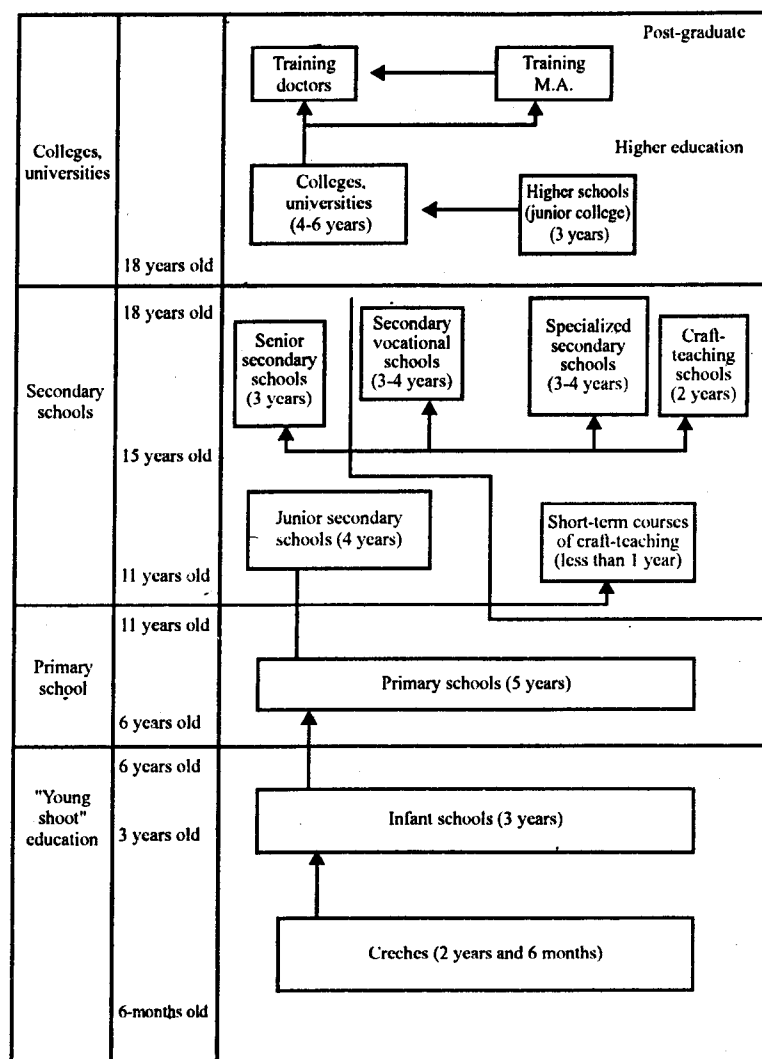 Post-graduate
Training
doctors
Training
M.A.
Colleges,
universities
Higher education
Colleges,
universities
(4-6 years)
Higher schools
(junior college)
(3 years)
18 years old
18 years old
Senior
secondary
schools
(3 years)
Secondary
vocational
schools
(3-4 years)
Specialized
secondary
schools
(3-4 years)
Craft-
teaching
schools
(2 years)
Secondary
schools
15 years old
Junior secondary
schools (4 years)
Short-term courses
of craft-teaching
(less than 1 year)
11 years old
11 years old
Primary
school
Primary schools (5 years)
6 years old
6 years old
"Young
shoot"
education
Infant schools (3 years)
3 years old
Creches (2 years and 6 months)
6-months old